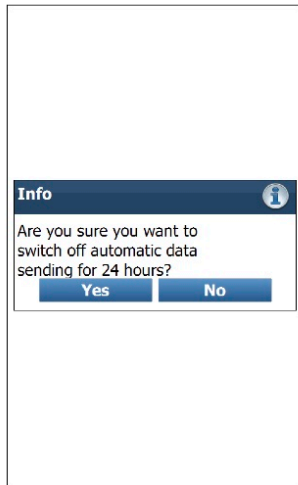 Info
Are you sure you want to
switch off automatic data
sending for 24 hours?
Yes No